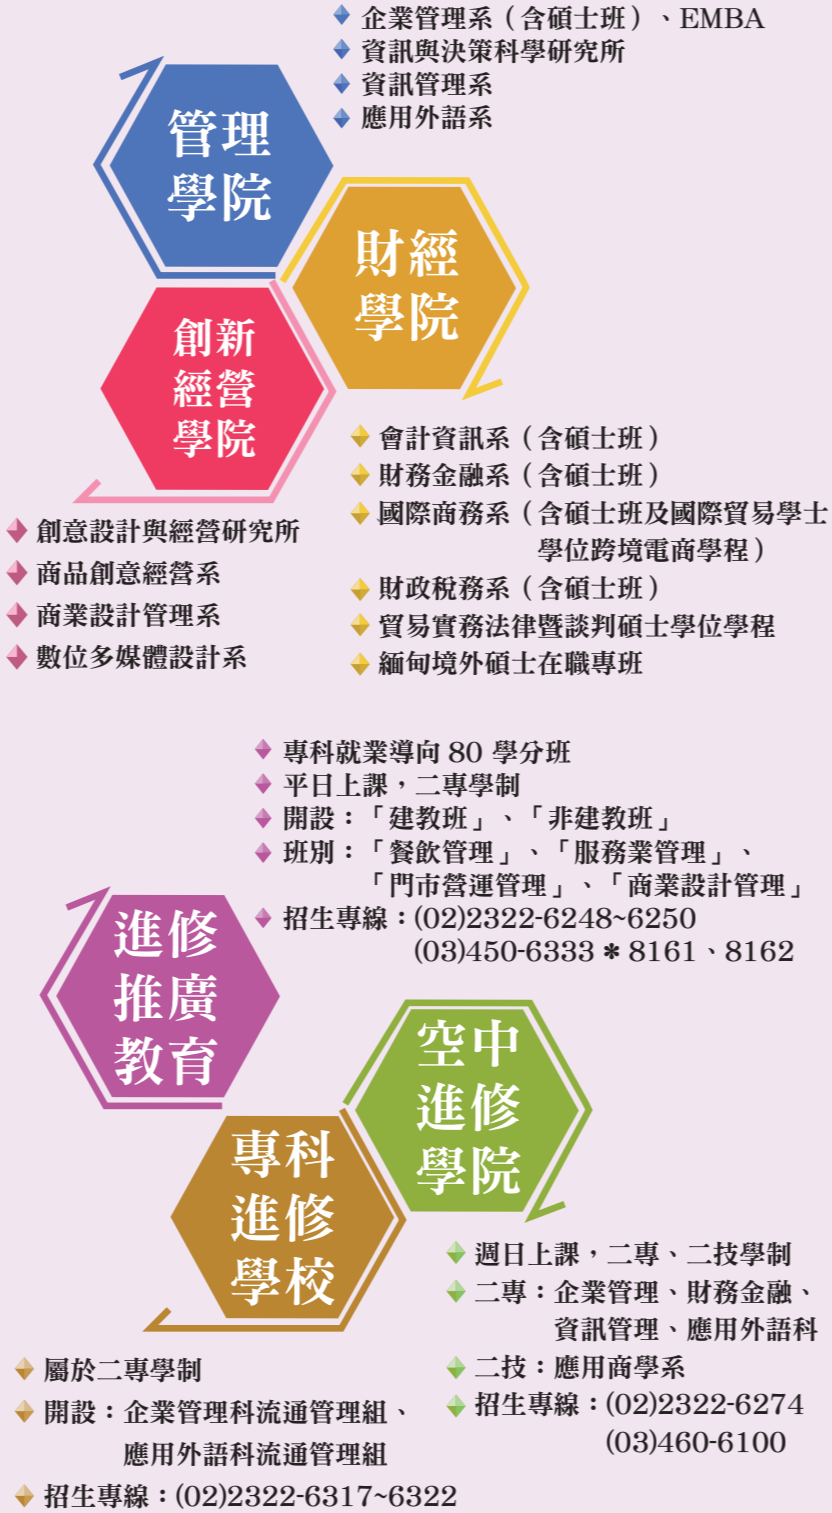 企業管理系（含碩士班）、EMBA
資訊與決策科學研究所
資訊管理系
應用外語系
管理
學院
財經
學院
創新
經營
學院
會計資訊系（含碩士班）
財務金融系（含碩士班）
國際商務系（含碩士班及國際貿易學士
學位跨境電商學程）
財政稅務系（含碩士班）
貿易實務法律暨談判碩士學位學程
緬甸境外碩士在職專班
創意設計與經營研究所
商品創意經營系
商業設計管理系
數位多媒體設計系
專科就業導向 80 學分班
平日上課，二專學制
開設：「建教班」、「非建教班」
班別：「餐飲管理」、「服務業管理」、
「門市營運管理」、「商業設計管理」
招生專線：(02)2322-6248~6250
(03)450-6333＊8161、8162
進修
推廣
教育
空中
進修
學院
專科
進修
學校
週日上課，二專、二技學制
二專：企業管理、財務金融、
資訊管理、應用外語科
二技：應用商學系
招生專線：(02)2322-6274
(03)460-6100
屬於二專學制
開設：企業管理科流通管理組、
應用外語科流通管理組
招生專線：(02)2322-6317~6322